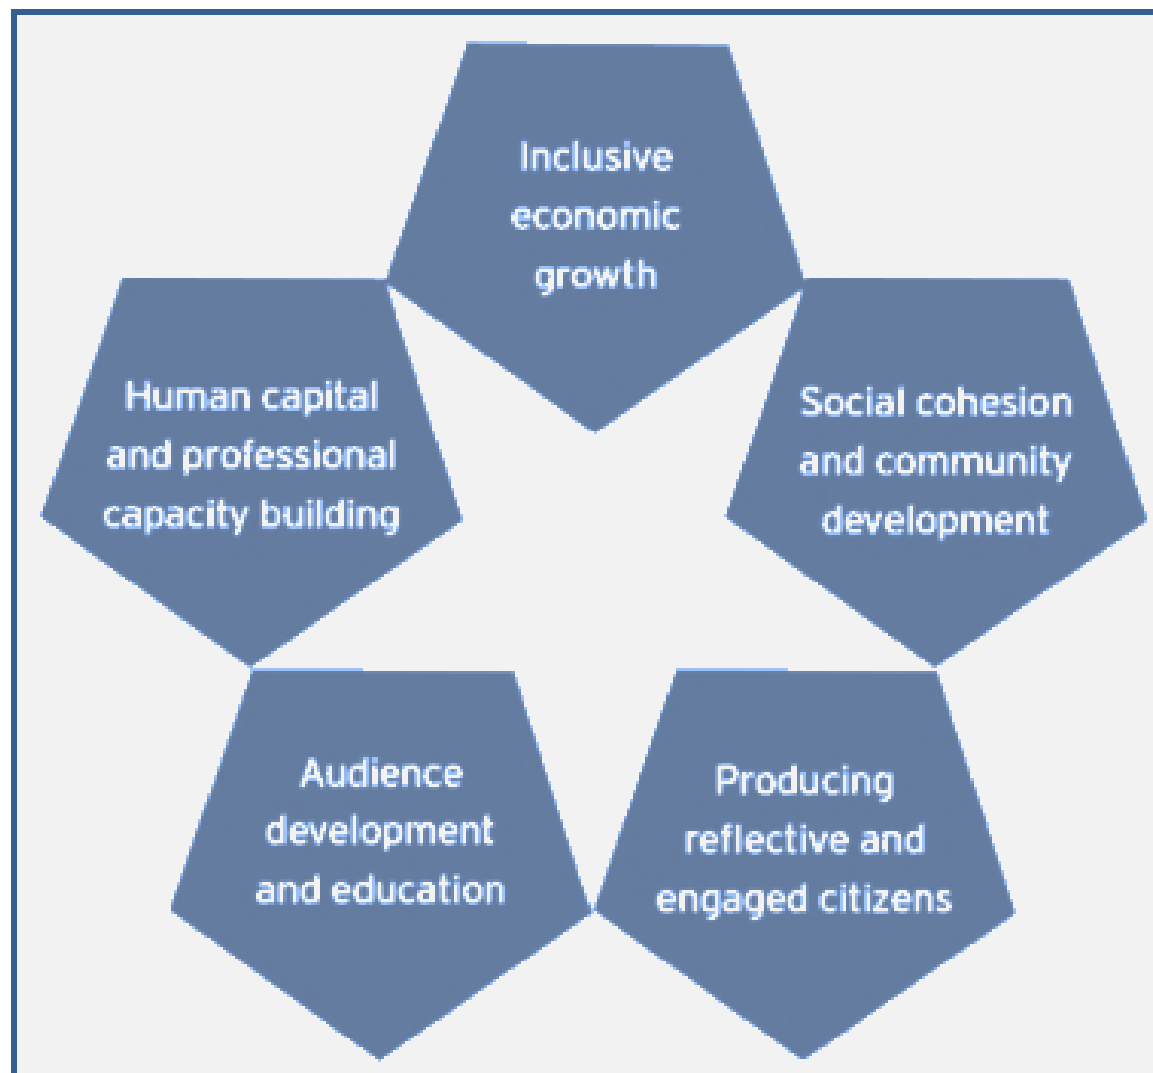 Inclusive
economic
growth
Human capital
and professional
capacity building
Social cohesion
and community
development
Audience
development
and education
Producing
reflective and
engaged citizens